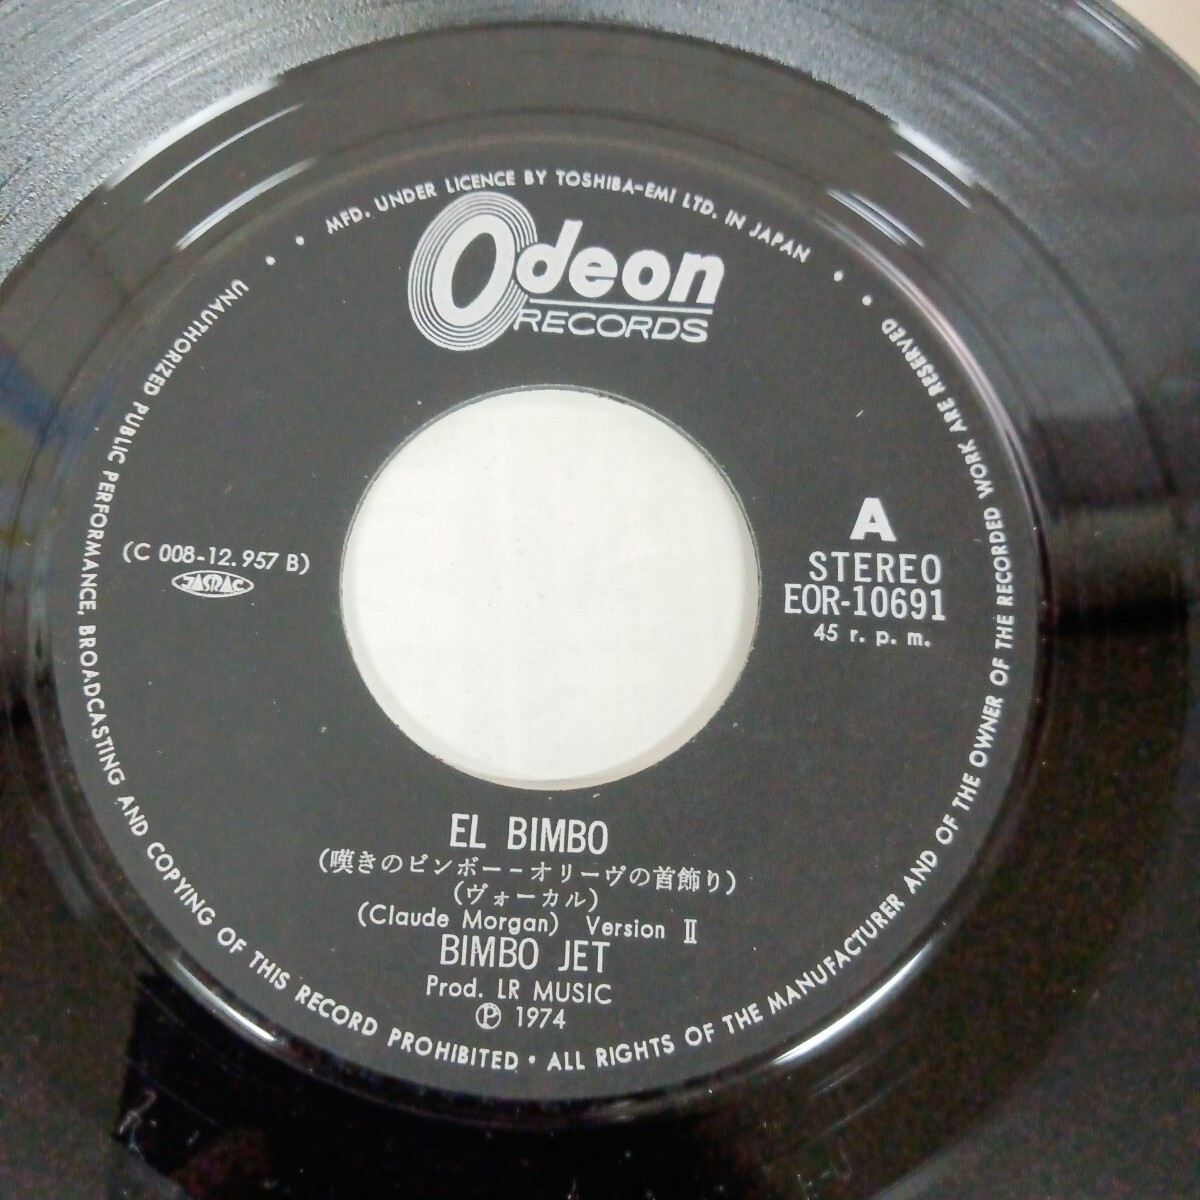 MFD. UNDER LICENCE BY TOSHIBA-EMI LTD. IN JAPAN
Odeon
RECORDS
(C 008-12.957 B)
JASRAC
A
STEREO
EOR-10691
45 r.p.m.
EL BIMBO
(嘆きのビンボー-オリーヴの首飾り)
(ヴォーカル)
(Claude Morgan) Version Ⅱ
BIMBO JET
Prod. LR MUSIC
Ⓟ 1974
UNAUTHORIZED PUBLIC PERFORMANCE, BROADCASTING AND COPYING OF THIS RECORD PROHIBITED • ALL RIGHTS OF THE MANUFACTURER AND OF THE OWNER OF THE RECORDED WORK ARE RESERVED